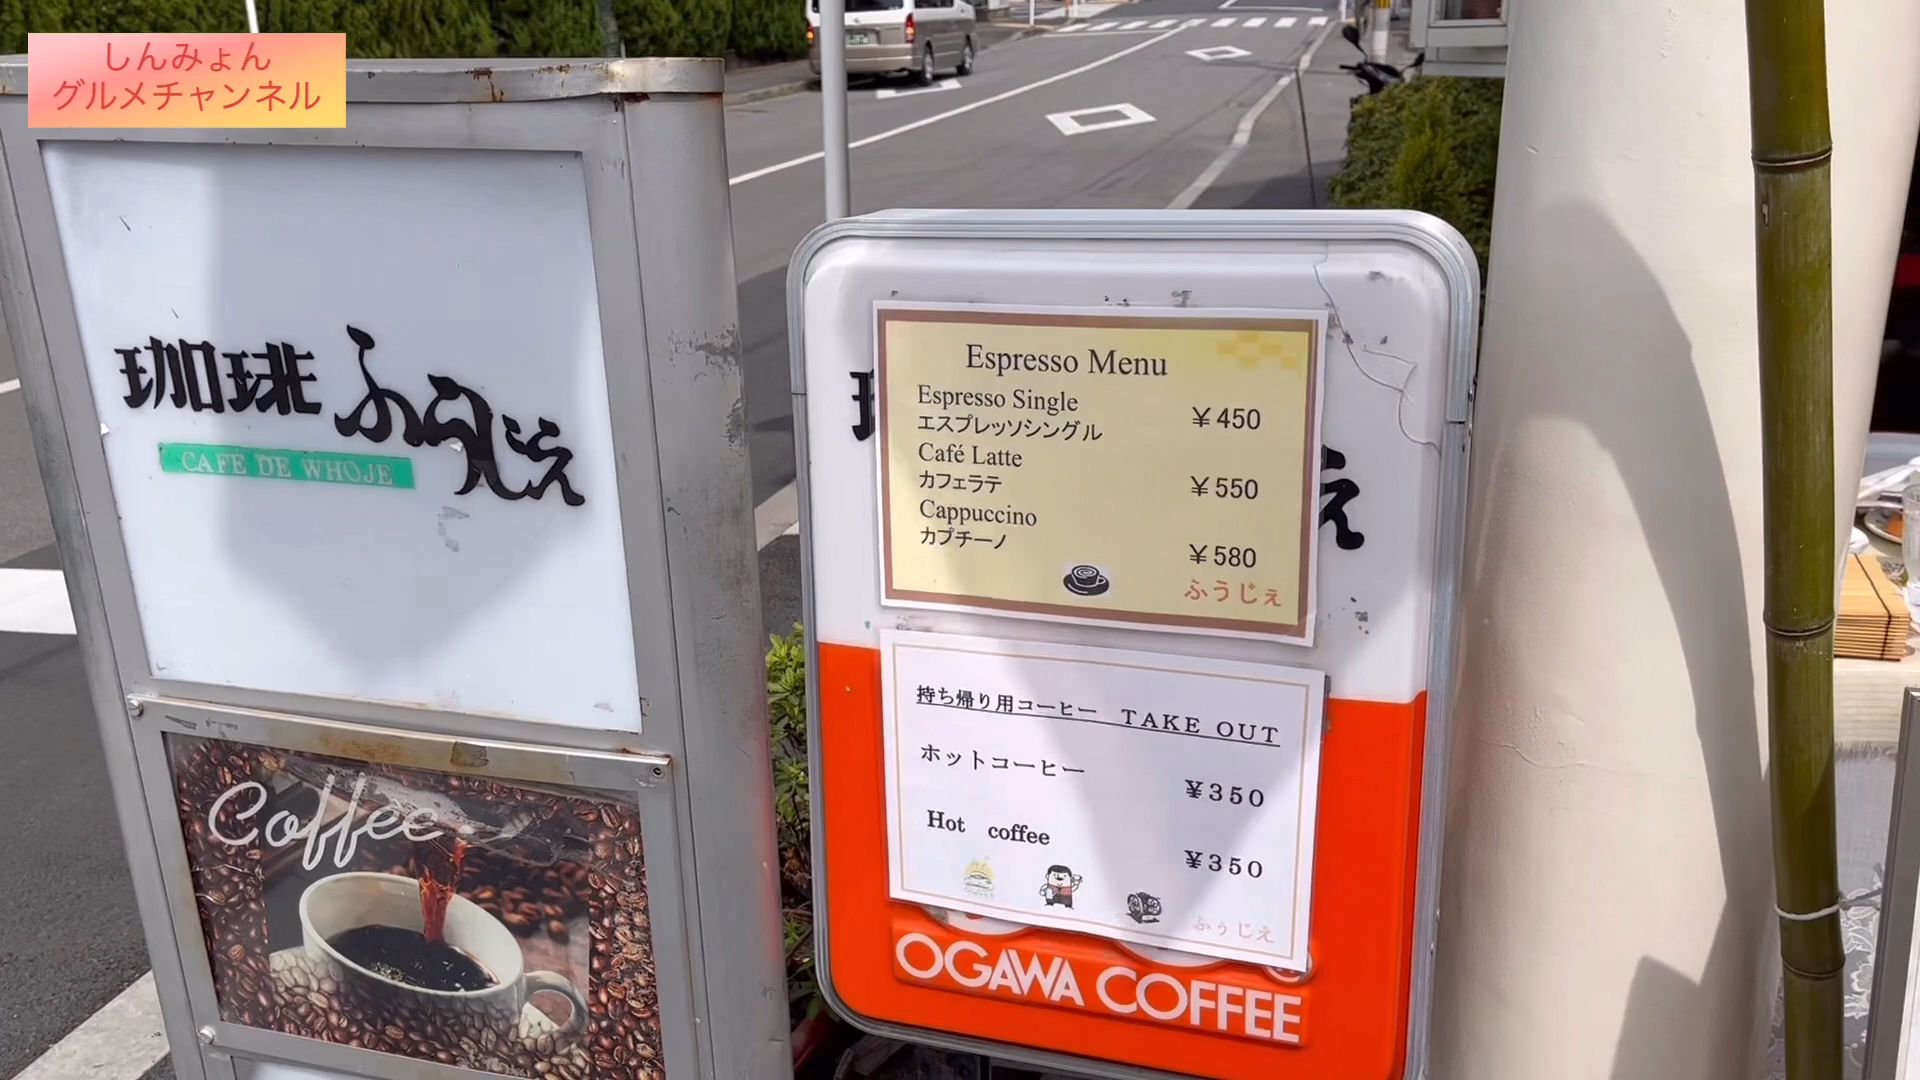 しんみょん
グルメチャンネル
珈琲 ふうじえ
CAFE DE WHOJE
Coffee
Espresso Menu
Espresso Single
エスプレッソシングル
￥450
Café Latte
カフェラテ
￥550
Cappuccino
カプチーノ
￥580
ふうじぇ
持ち帰り用コーヒー TAKE OUT
ホットコーヒー
¥350
Hot coffee
¥350
ふぅじえ
OGAWA COFFEE